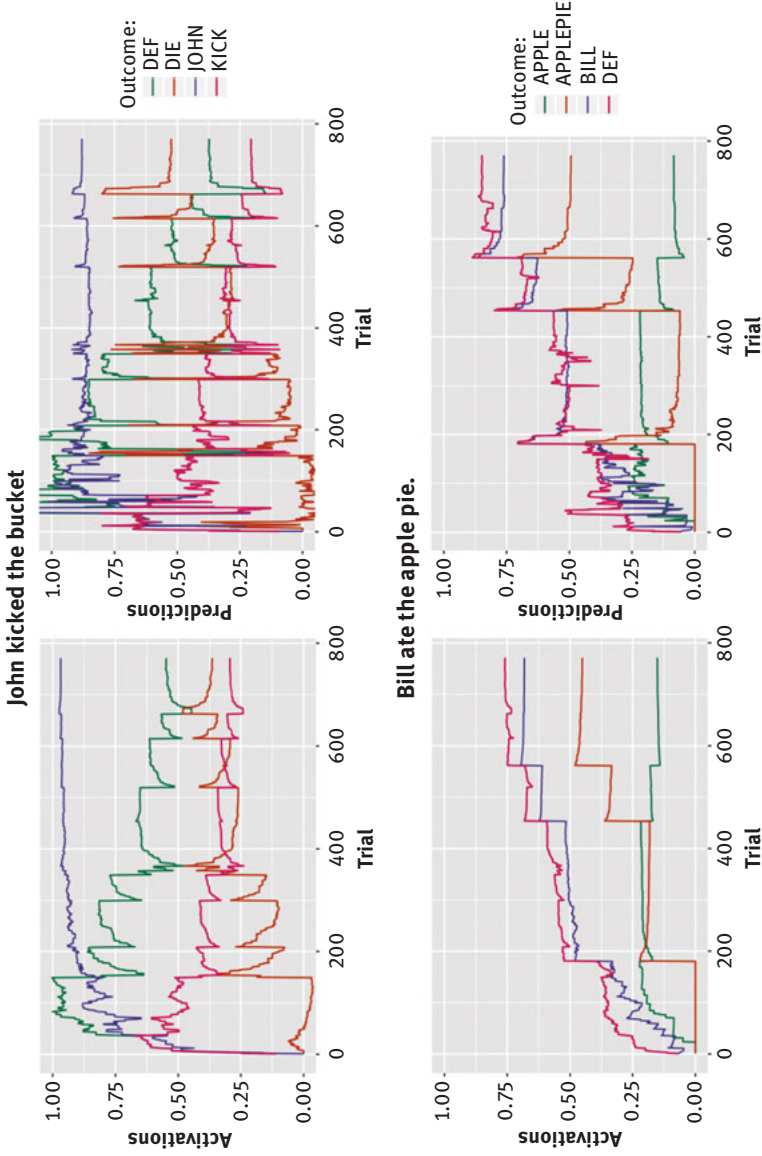 John kicked the bucket
1.00
0.75
0.50
0.25
0.00
Activations
0 200 400 600 800
Trial
1.00
0.75
0.50
0.25
0.00
Predictions
0 200 400 600 800
Trial
Outcome:
DEF
DIE
JOHN
KICK
Bill ate the apple pie.
1.00
0.75
0.50
0.25
0.00
Activations
0 200 400 600 800
Trial
1.00
0.75
0.50
0.25
0.00
Predictions
0 200 400 600 800
Trial
Outcome:
APPLE
APPLEPIE
BILL
DEF